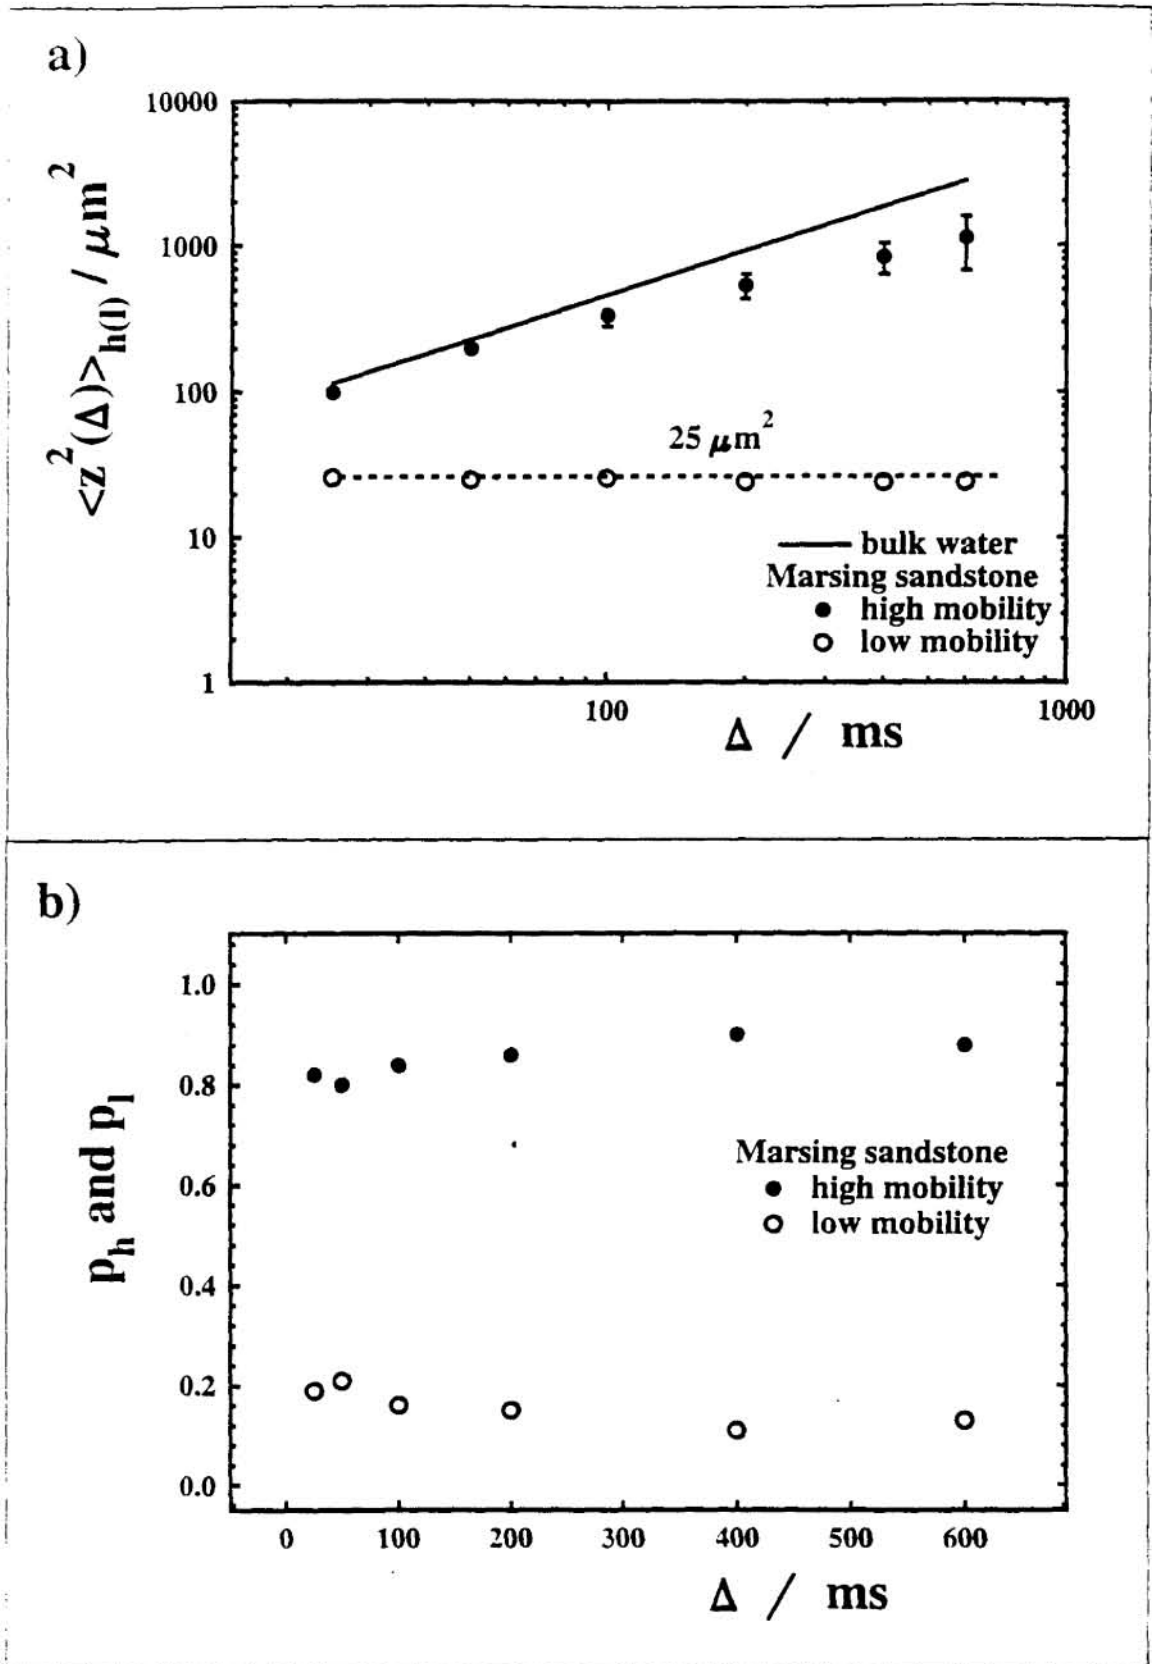 a)
<z²(Δ)>h(l) / μm²
10000
1000
100
10
1
25 μm²
bulk water
Marsing sandstone
high mobility
low mobility
100
1000
Δ / ms
b)
ph and pl
1.0
0.8
0.6
0.4
0.2
0.0
Marsing sandstone
high mobility
low mobility
0
100
200
300
400
500
600
Δ / ms